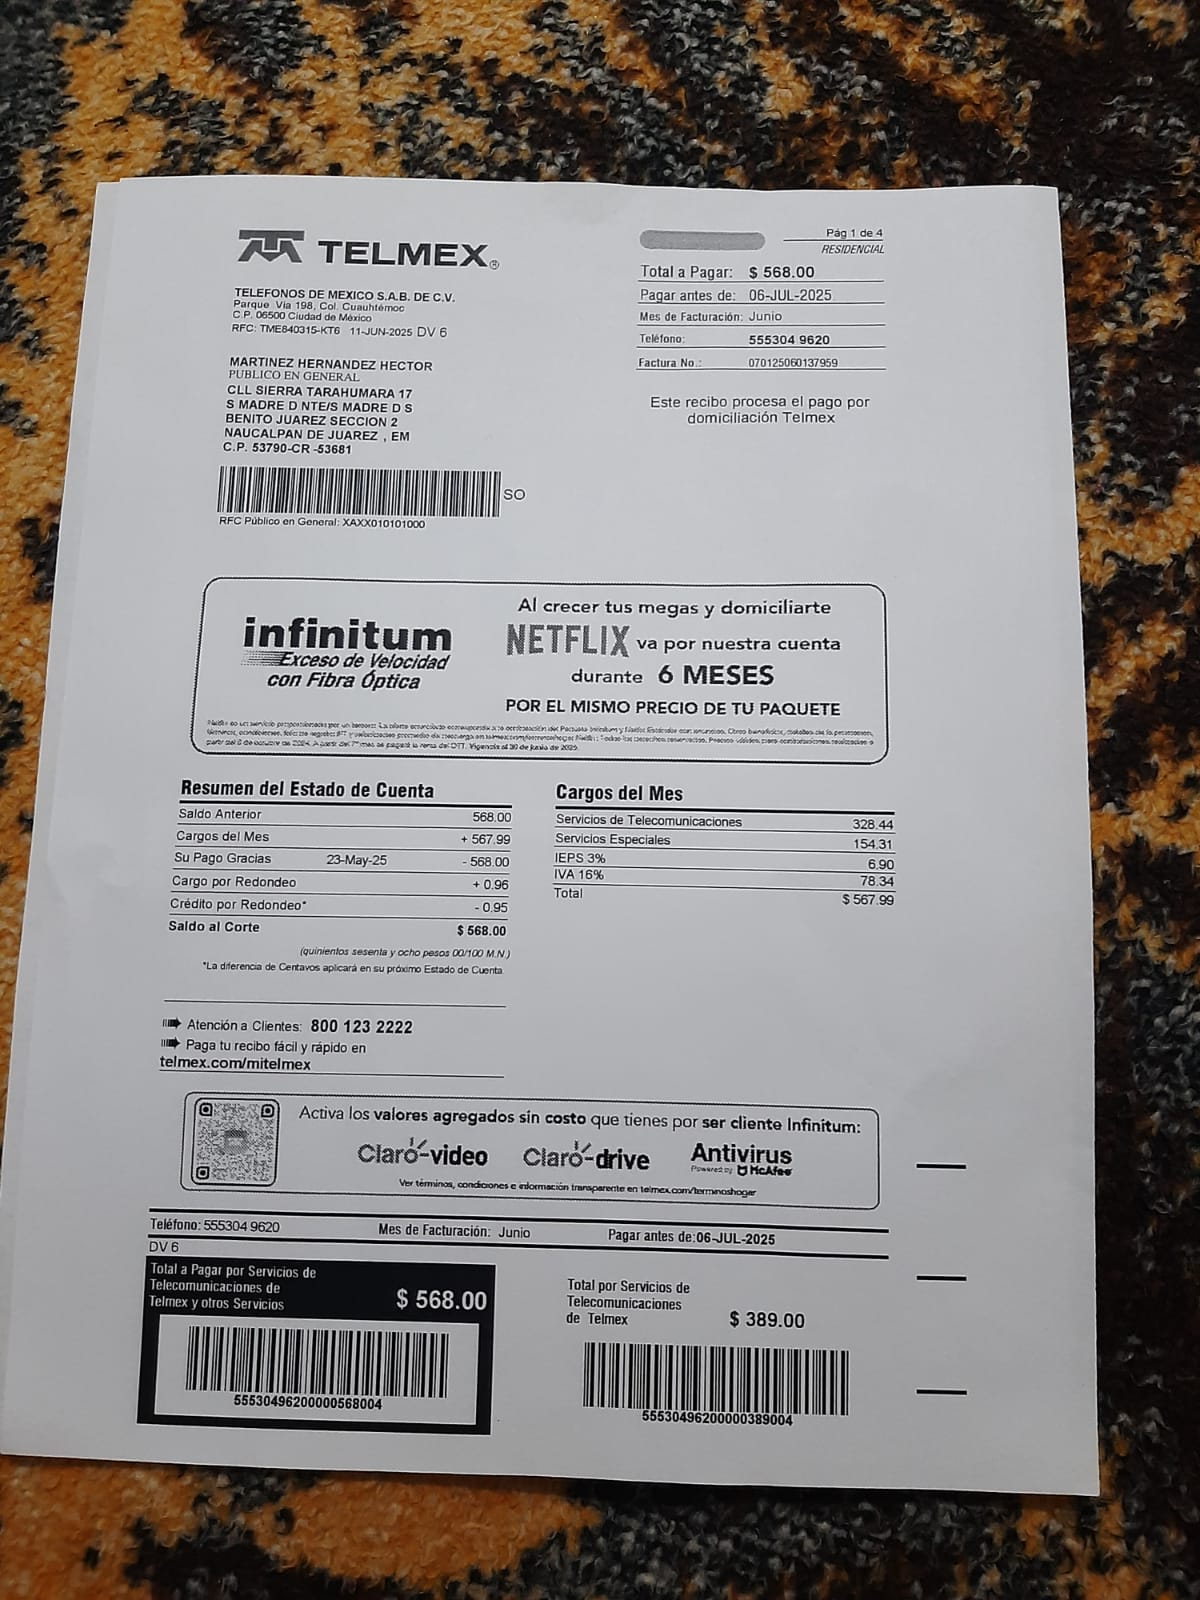 TELMEX®
TELEFONOS DE MEXICO S.A.B. DE C.V.
Parque Via 198, Col. Cuauhtémoc
C.P. 06500 Ciudad de México
RFC: TME840315-KT6 11-JUN-2025 DV 6
MARTINEZ HERNANDEZ HECTOR
PUBLICO EN GENERAL
CLL SIERRA TARAHUMARA 17
S MADRE D NTE/S MADRE D S
BENITO JUAREZ SECCION 2
NAUCALPAN DE JUAREZ , EM
C.P. 53790-CR -53681
SO
RFC Público en General: XAXX010101000
Pág 1 de 4
RESIDENCIAL
Total a Pagar: $ 568.00
Pagar antes de: 06-JUL-2025
Mes de Facturación: Junio
Teléfono: 555304 9620
Factura No.: 070125060137959
Este recibo procesa el pago por
domiciliación Telmex
infinitum
Exceso de Velocidad
con Fibra Óptica
Al crecer tus megas y domiciliarte
NETFLIX va por nuestra cuenta
durante 6 MESES
POR EL MISMO PRECIO DE TU PAQUETE
Resumen del Estado de Cuenta
Saldo Anterior 568.00
Cargos del Mes + 567.99
Su Pago Gracias 23-May-25 - 568.00
Cargo por Redondeo + 0.96
Crédito por Redondeo* - 0.95
Saldo al Corte $ 568.00
(quinientos sesenta y ocho pesos 00/100 M.N.)
*La diferencia de Centavos aplicará en su próximo Estado de Cuenta.
Cargos del Mes
Servicios de Telecomunicaciones 328.44
Servicios Especiales 154.31
IEPS 3% 6.90
IVA 16% 78.34
Total $ 567.99
Atención a Clientes: 800 123 2222
Paga tu recibo fácil y rápido en
telmex.com/mitelmex
Activa los valores agregados sin costo que tienes por ser cliente Infinitum:
Claro-video Claro-drive Antivirus
Powered by McAfee
Ver términos, condiciones e información transparente en telmex.com/terminoshogar
Teléfono: 555304 9620 Mes de Facturación: Junio Pagar antes de:06-JUL-2025
DV 6
Total a Pagar por Servicios de
Telecomunicaciones de
Telmex y otros Servicios $ 568.00
55530496200000568004
Total por Servicios de
Telecomunicaciones
de Telmex $ 389.00
55530496200000389004